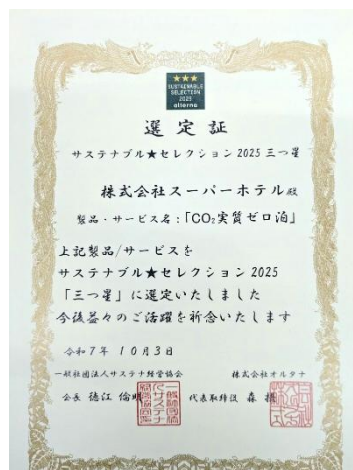 ★★★
SUSTAINABLE
SELECTION
2025
alterna
選定証
サステナブル★セレクション2025 三つ星
株式会社スーパーホテル 殿
製品・サービス名：「CO₂実質ゼロ泊」
上記製品/サービスを
サステナブル★セレクション2025
「三つ星」に選定いたしました
今後益々のご活躍を祈念いたします
令和7年 10月3日
一般社団法人サステナ経営協会
会長 徳江 倫明
株式会社オルタナ
代表取締役 森 摂